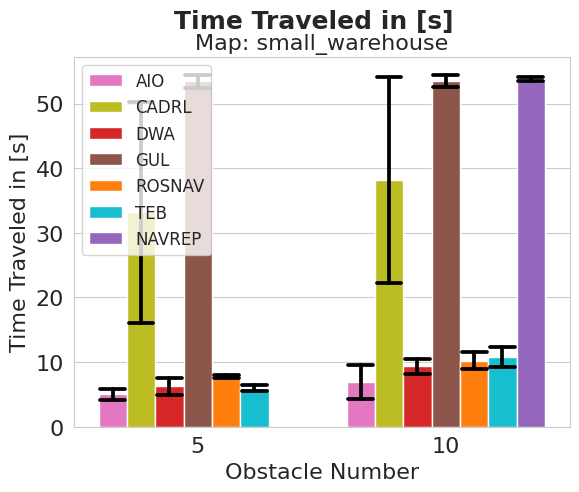 Time Traveled in [s]
Map: small_warehouse
Time Traveled in [s]
50
40
30
20
10
0
AIO
CADRL
DWA
GUL
ROSNAV
TEB
NAVREP
5
10
Obstacle Number